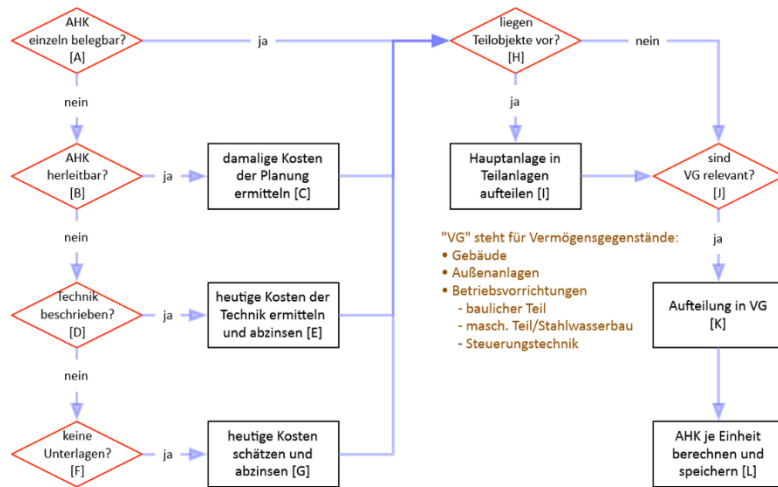 AHK
einzeln belegbar?
[A]
ja
liegen
Teilobjekte vor?
[H]
nein
nein
ja
AHK
herleitbar?
[B]
ja
damalige Kosten
der Planung
ermitteln [C]
Hauptanlage in
Teilanlagen
aufteilen [I]
sind
VG relevant?
[J]
nein
ja
"VG" steht für Vermögensgegenstände:
• Gebäude
• Außenanlagen
• Betriebsvorrichtungen
- baulicher Teil
- masch. Teil/Stahlwasserbau
- Steuerungstechnik
Technik
beschrieben?
[D]
ja
heutige Kosten der
Technik ermitteln
und abzinsen [E]
Aufteilung in VG
[K]
nein
keine
Unterlagen?
[F]
ja
heutige Kosten
schätzen und
abzinsen [G]
AHK je Einheit
berechnen und
speichern [L]